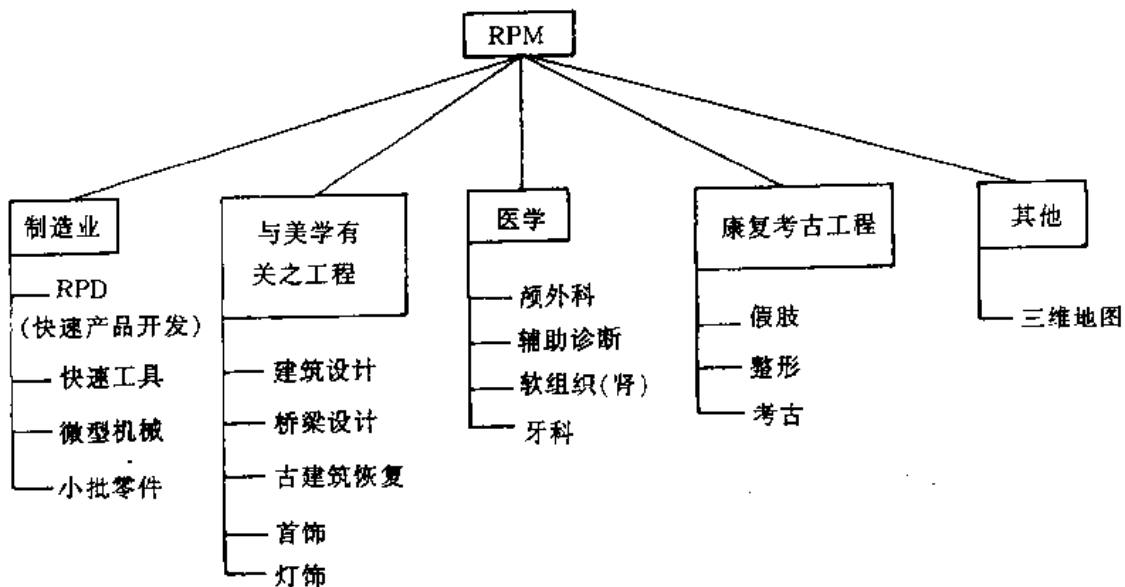 RPM
制造业
RPD
(快速产品开发)
快速工具
微型机械
小批零件
与美学有
关之工程
建筑设计
桥梁设计
古建筑恢复
首饰
灯饰
医学
颅外科
辅助诊断
软组织(肾)
牙科
康复考古工程
假肢
整形
考古
其他
三维地图